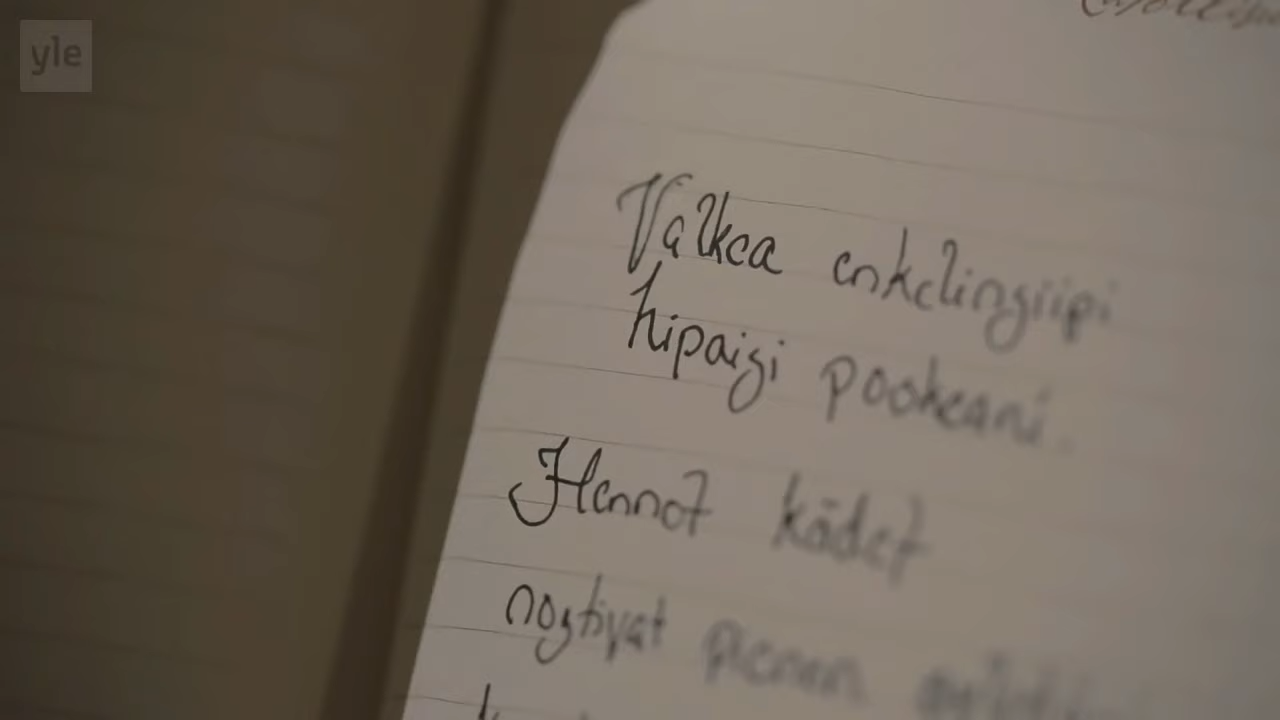 yle
Valkea enkelinsiipi
hipaisi poskeani.
Hennot kädet
nostivat pienen